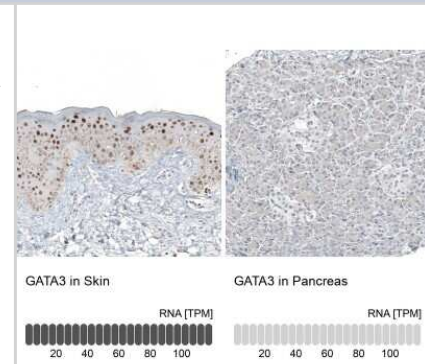 GATA3 in Skin
RNA [TPM]
20 40 60 80 100
GATA3 in Pancreas
RNA [TPM]
20 40 60 80 100